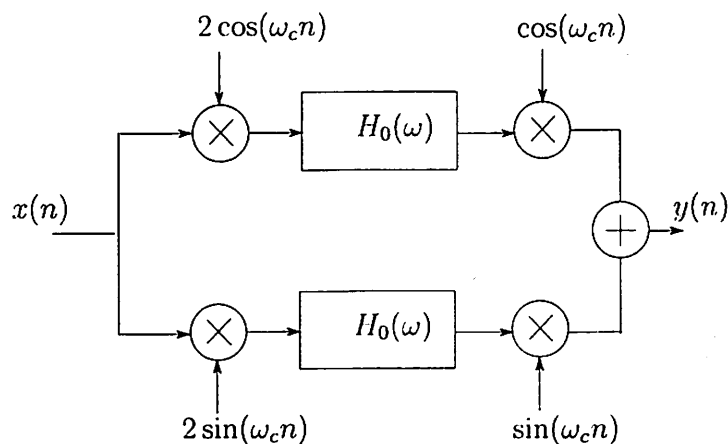 2 cos(ω_c n)
cos(ω_c n)
H_0(ω)
x(n)
y(n)
H_0(ω)
2 sin(ω_c n)
sin(ω_c n)